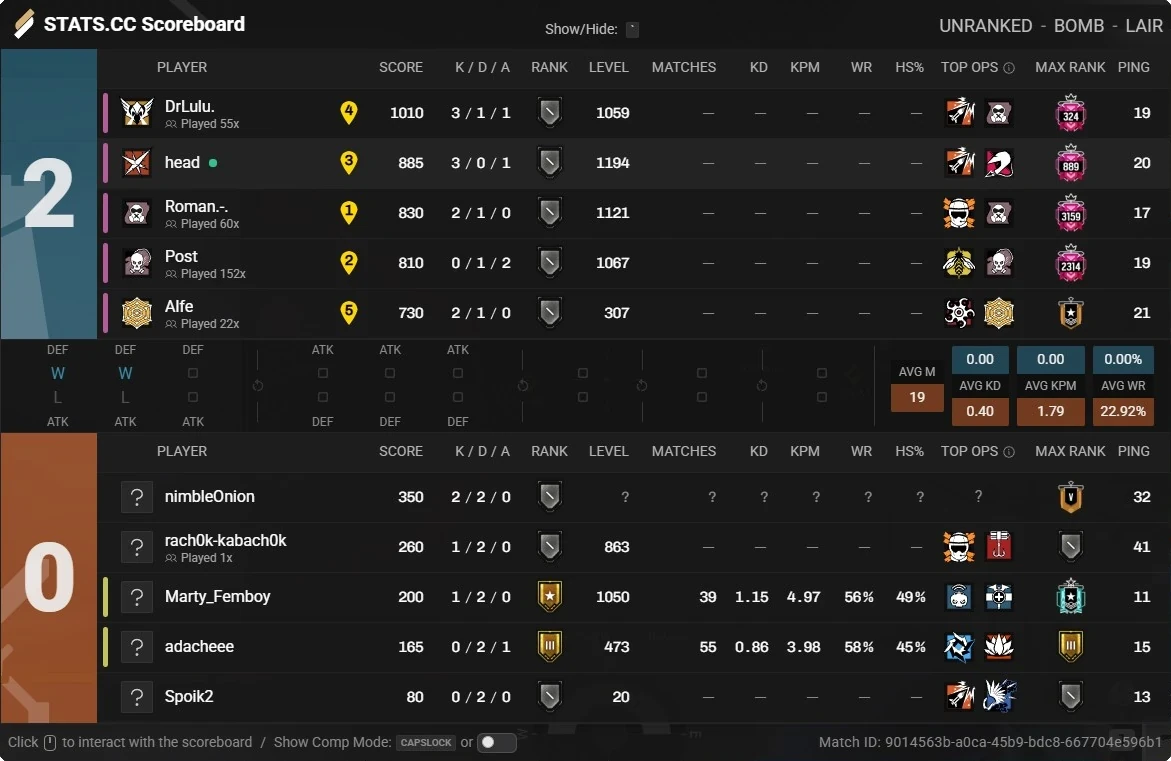 STATS.CC Scoreboard
Show/Hide: `
UNRANKED - BOMB - LAIR
2
PLAYER SCORE K / D / A RANK LEVEL MATCHES KD KPM WR HS% TOP OPS MAX RANK PING
DrLulu. 4 1010 3 / 1 / 1 1059 — — — — — 324 19
Played 55x
head 3 885 3 / 0 / 1 1194 — — — — — 889 20
Roman.-. 1 830 2 / 1 / 0 1121 — — — — — 3159 17
Played 60x
Post 2 810 0 / 1 / 2 1067 — — — — — 2314 19
Played 152x
Alfe 5 730 2 / 1 / 0 307 — — — — — 21
Played 22x
DEF DEF DEF ATK ATK ATK
W W
L L
ATK ATK ATK DEF DEF DEF
0.00 0.00 0.00%
AVG M AVG KD AVG KPM AVG WR
19 0.40 1.79 22.92%
0
PLAYER SCORE K / D / A RANK LEVEL MATCHES KD KPM WR HS% TOP OPS MAX RANK PING
? nimbleOnion 350 2 / 2 / 0 ? ? ? ? ? ? ? V 32
? rach0k-kabach0k 260 1 / 2 / 0 863 — — — — — 41
Played 1x
? Marty_Femboy 200 1 / 2 / 0 1050 39 1.15 4.97 56% 49% 11
? adacheee 165 0 / 2 / 1 III 473 55 0.86 3.98 58% 45% III 15
? Spoik2 80 0 / 2 / 0 20 — — — — — 13
Click to interact with the scoreboard / Show Comp Mode: CAPSLOCK or
Match ID: 9014563b-a0ca-45b9-bdc8-667704e596b1